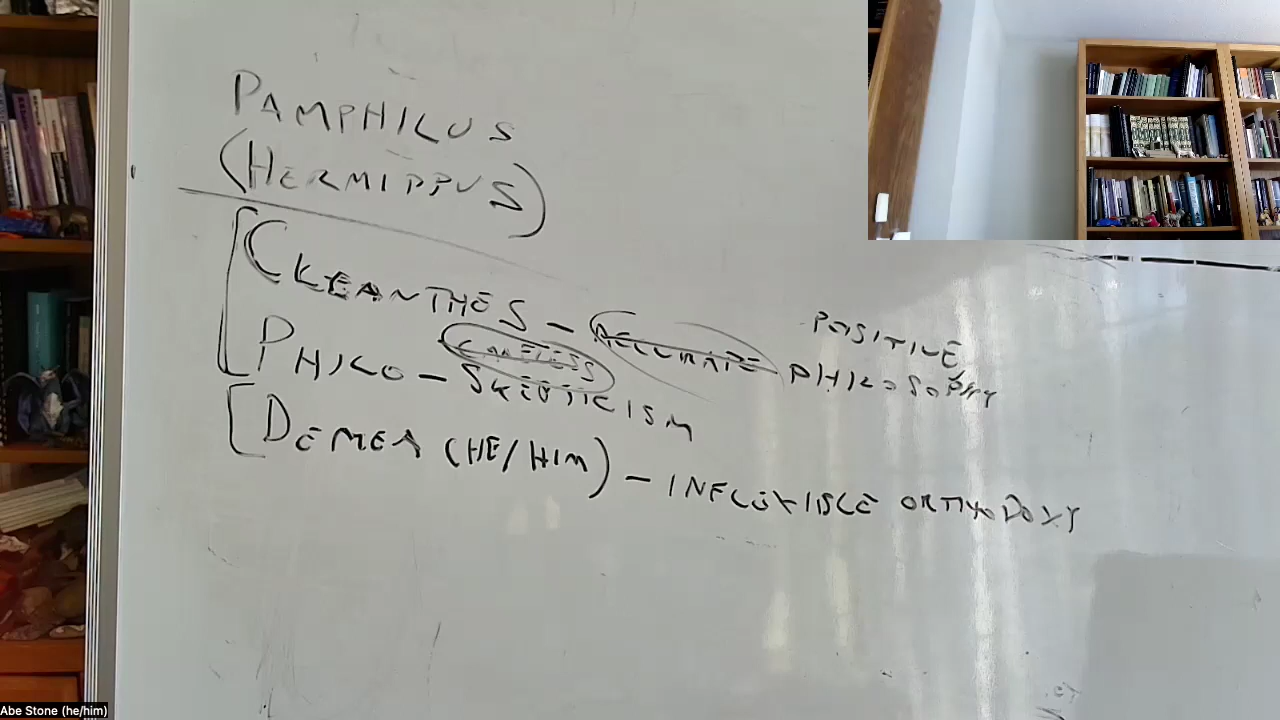 PAMPHILUS
(HERMIPPUS)
CLEANTHES - ACCURATE POSITIVE PHILOSOPHY
PHILO - CARELESS SKEPTICISM
DEMEA (HE/HIM) - INFLEXIBLE ORTHODOXY
Abe Stone (he/him)